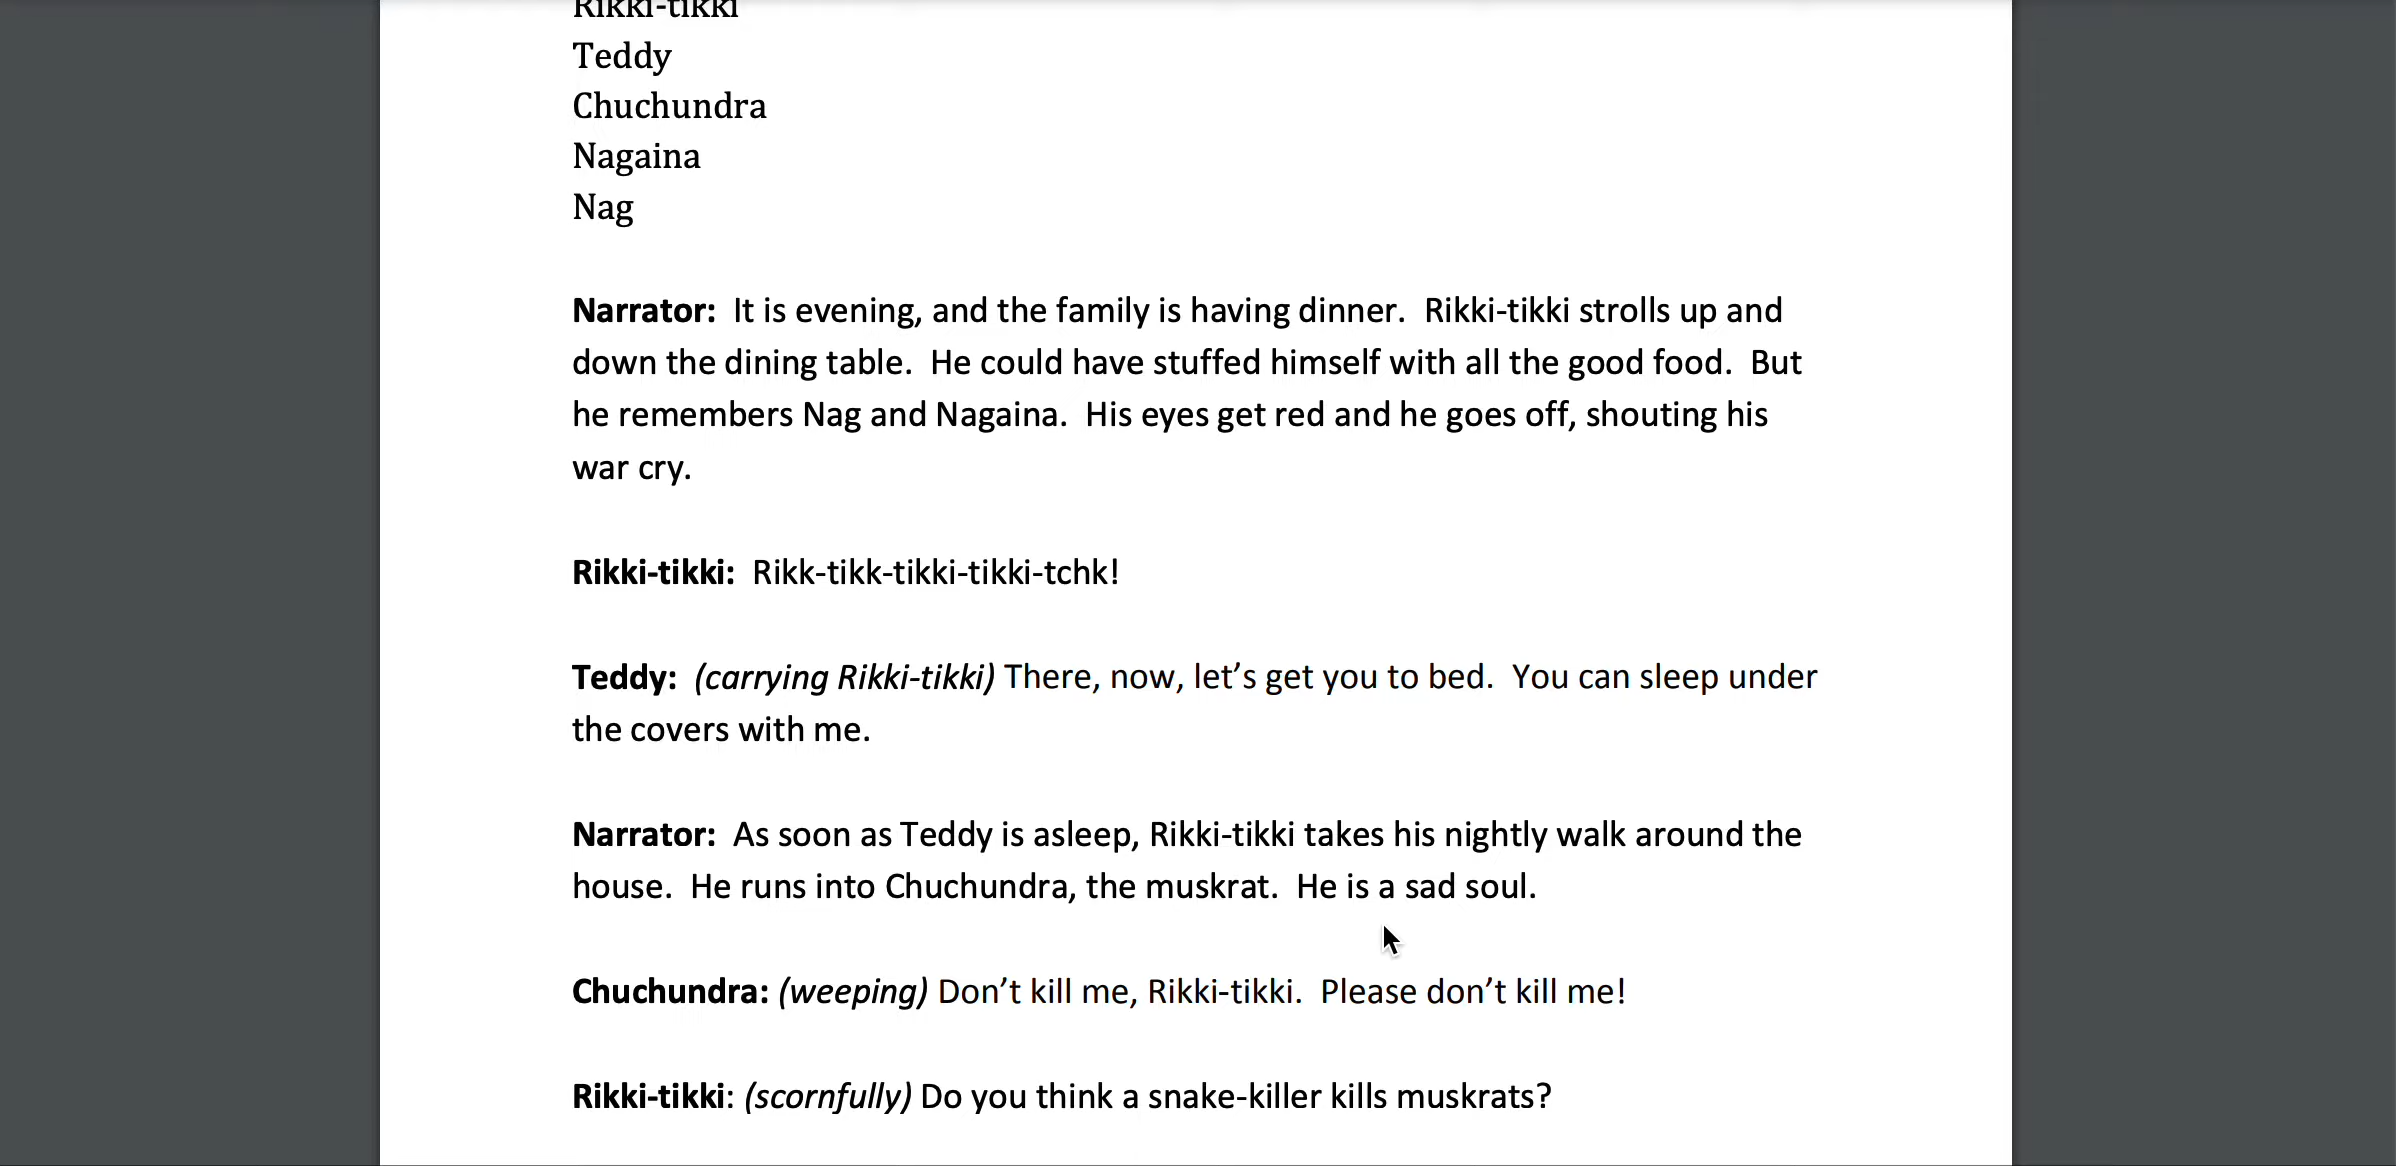 Rikki-tikki
Teddy
Chuchundra
Nagaina
Nag
Narrator:  It is evening, and the family is having dinner.  Rikki-tikki strolls up and
down the dining table.  He could have stuffed himself with all the good food.  But
he remembers Nag and Nagaina.  His eyes get red and he goes off, shouting his
war cry.
Rikki-tikki:  Rikk-tikk-tikki-tikki-tchk!
Teddy:  (carrying Rikki-tikki) There, now, let’s get you to bed.  You can sleep under
the covers with me.
Narrator:  As soon as Teddy is asleep, Rikki-tikki takes his nightly walk around the
house.  He runs into Chuchundra, the muskrat.  He is a sad soul.
Chuchundra: (weeping) Don’t kill me, Rikki-tikki.  Please don’t kill me!
Rikki-tikki: (scornfully) Do you think a snake-killer kills muskrats?